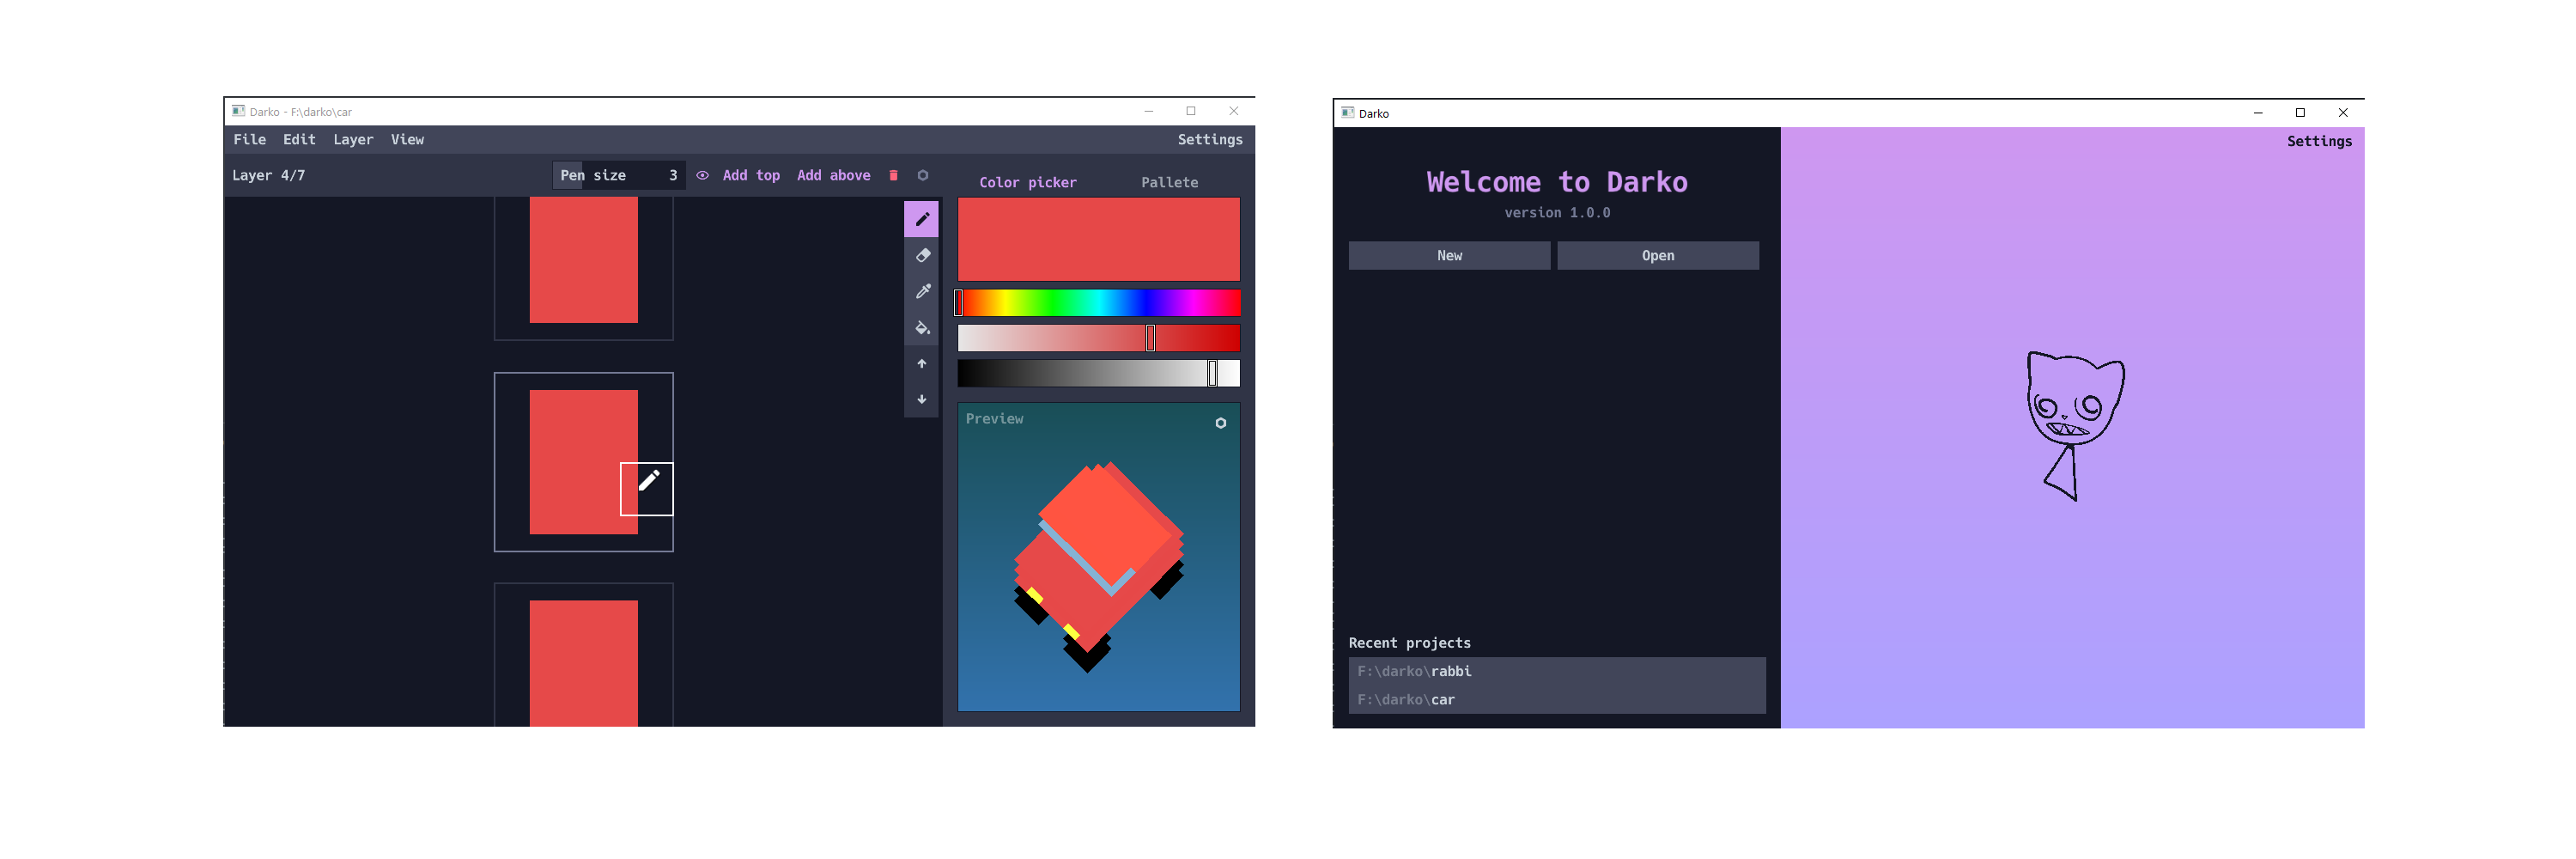 Darko - F:\darko\car
File Edit Layer View Settings
Layer 4/7 Pen size 3 Add top Add above
Color picker Pallete
Preview
Darko
Settings
Welcome to Darko
version 1.0.0
New Open
Recent projects
F:\darko\rabbi
F:\darko\car